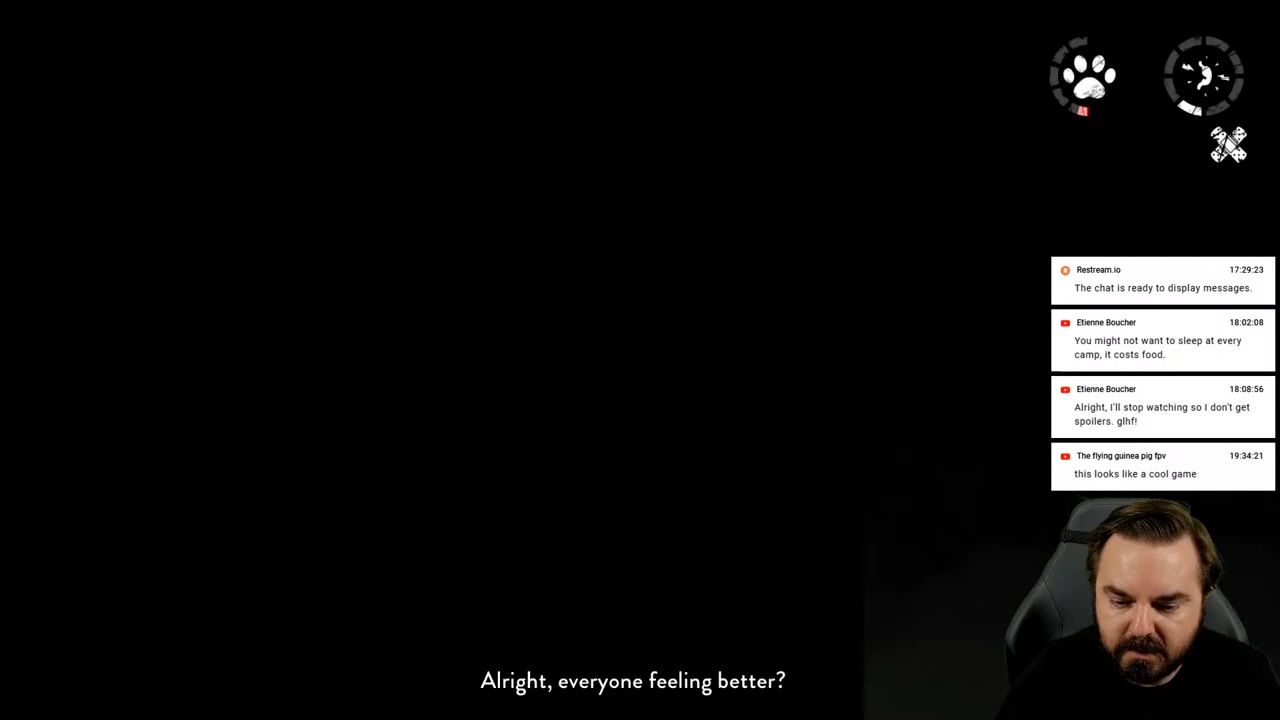 Restream.io 17:29:23
The chat is ready to display messages.
Etienne Boucher 18:02:08
You might not want to sleep at every
camp, it costs food.
Etienne Boucher 18:08:56
Alright, I'll stop watching so I don't get
spoilers. glhf!
The flying guinea pig fpv 19:34:21
this looks like a cool game
Alright, everyone feeling better?